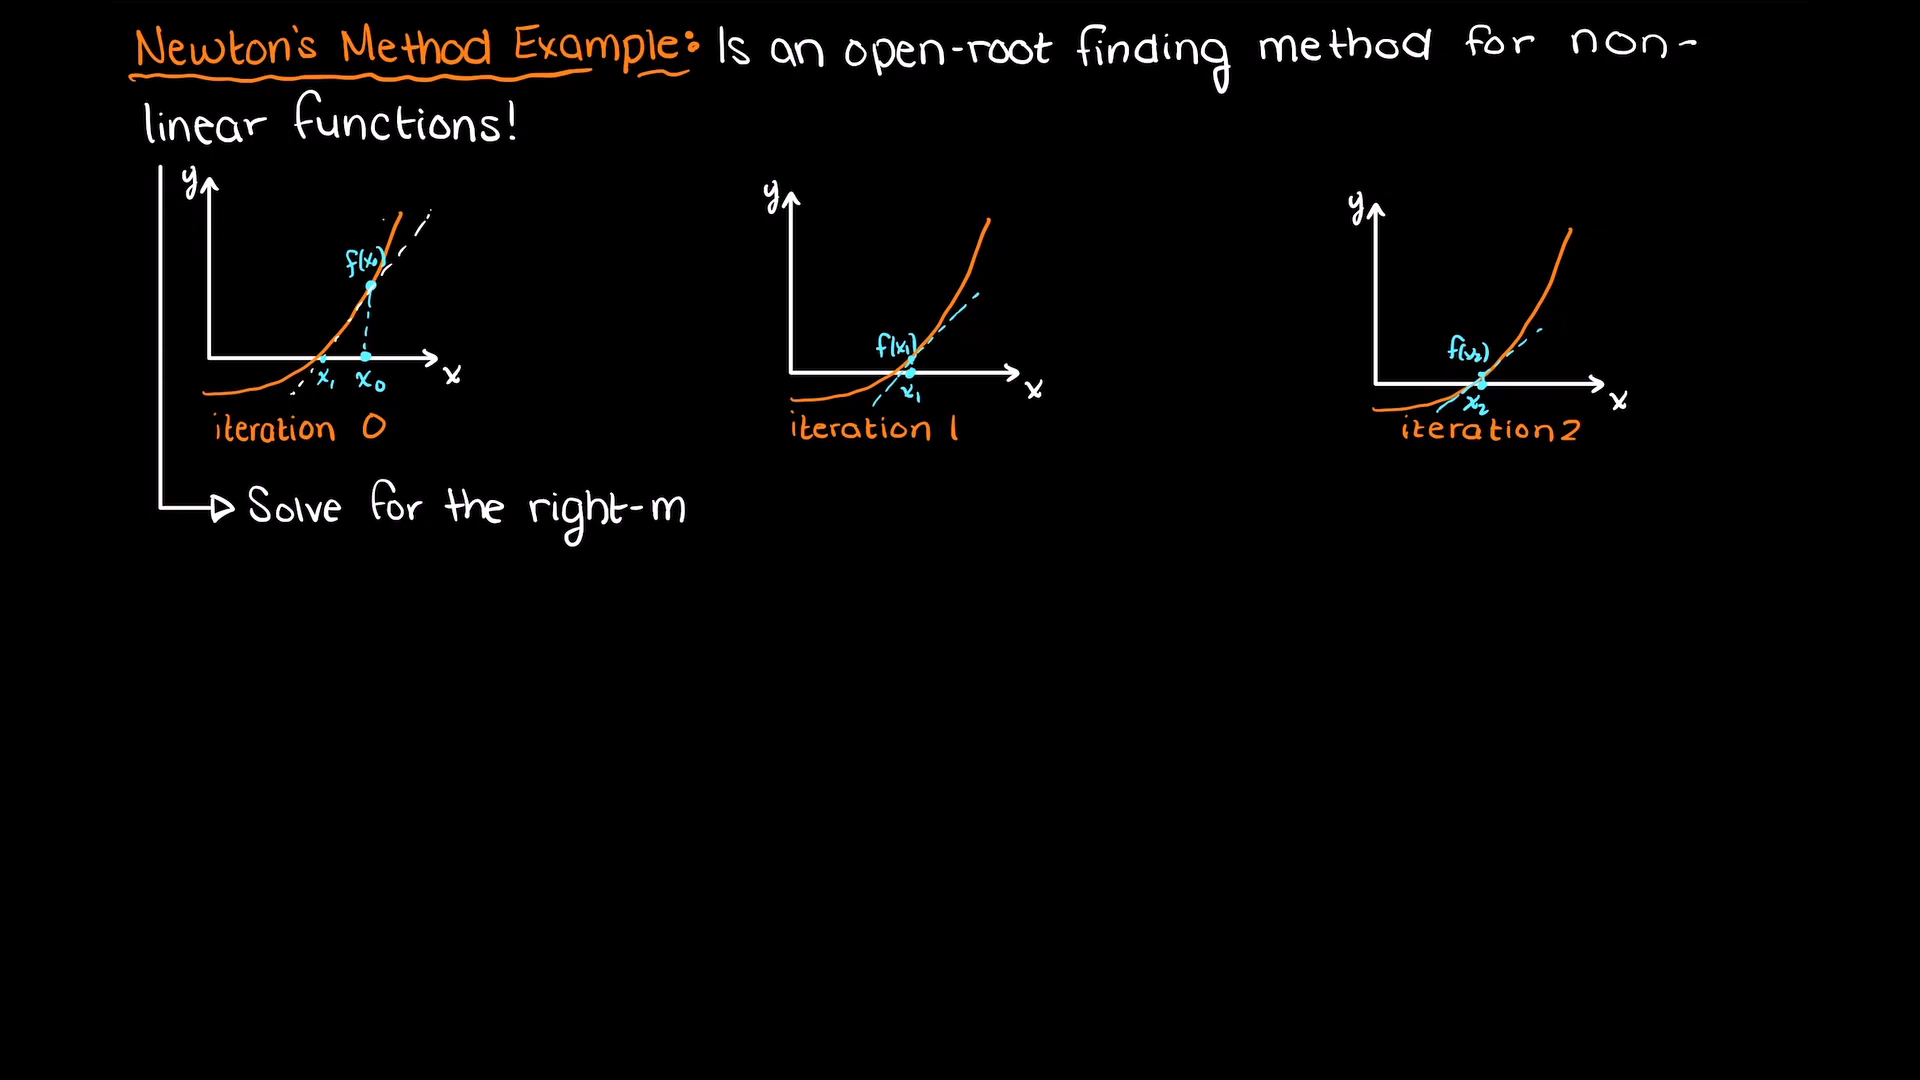 Newton's Method Example: Is an open-root finding method for non-
linear functions!
y
f(x₀)
x₁ x₀ x
iteration 0
y
f(x₁)
x₁ x
iteration 1
y
f(x₂)
x₂ x
iteration 2
Solve for the right-m